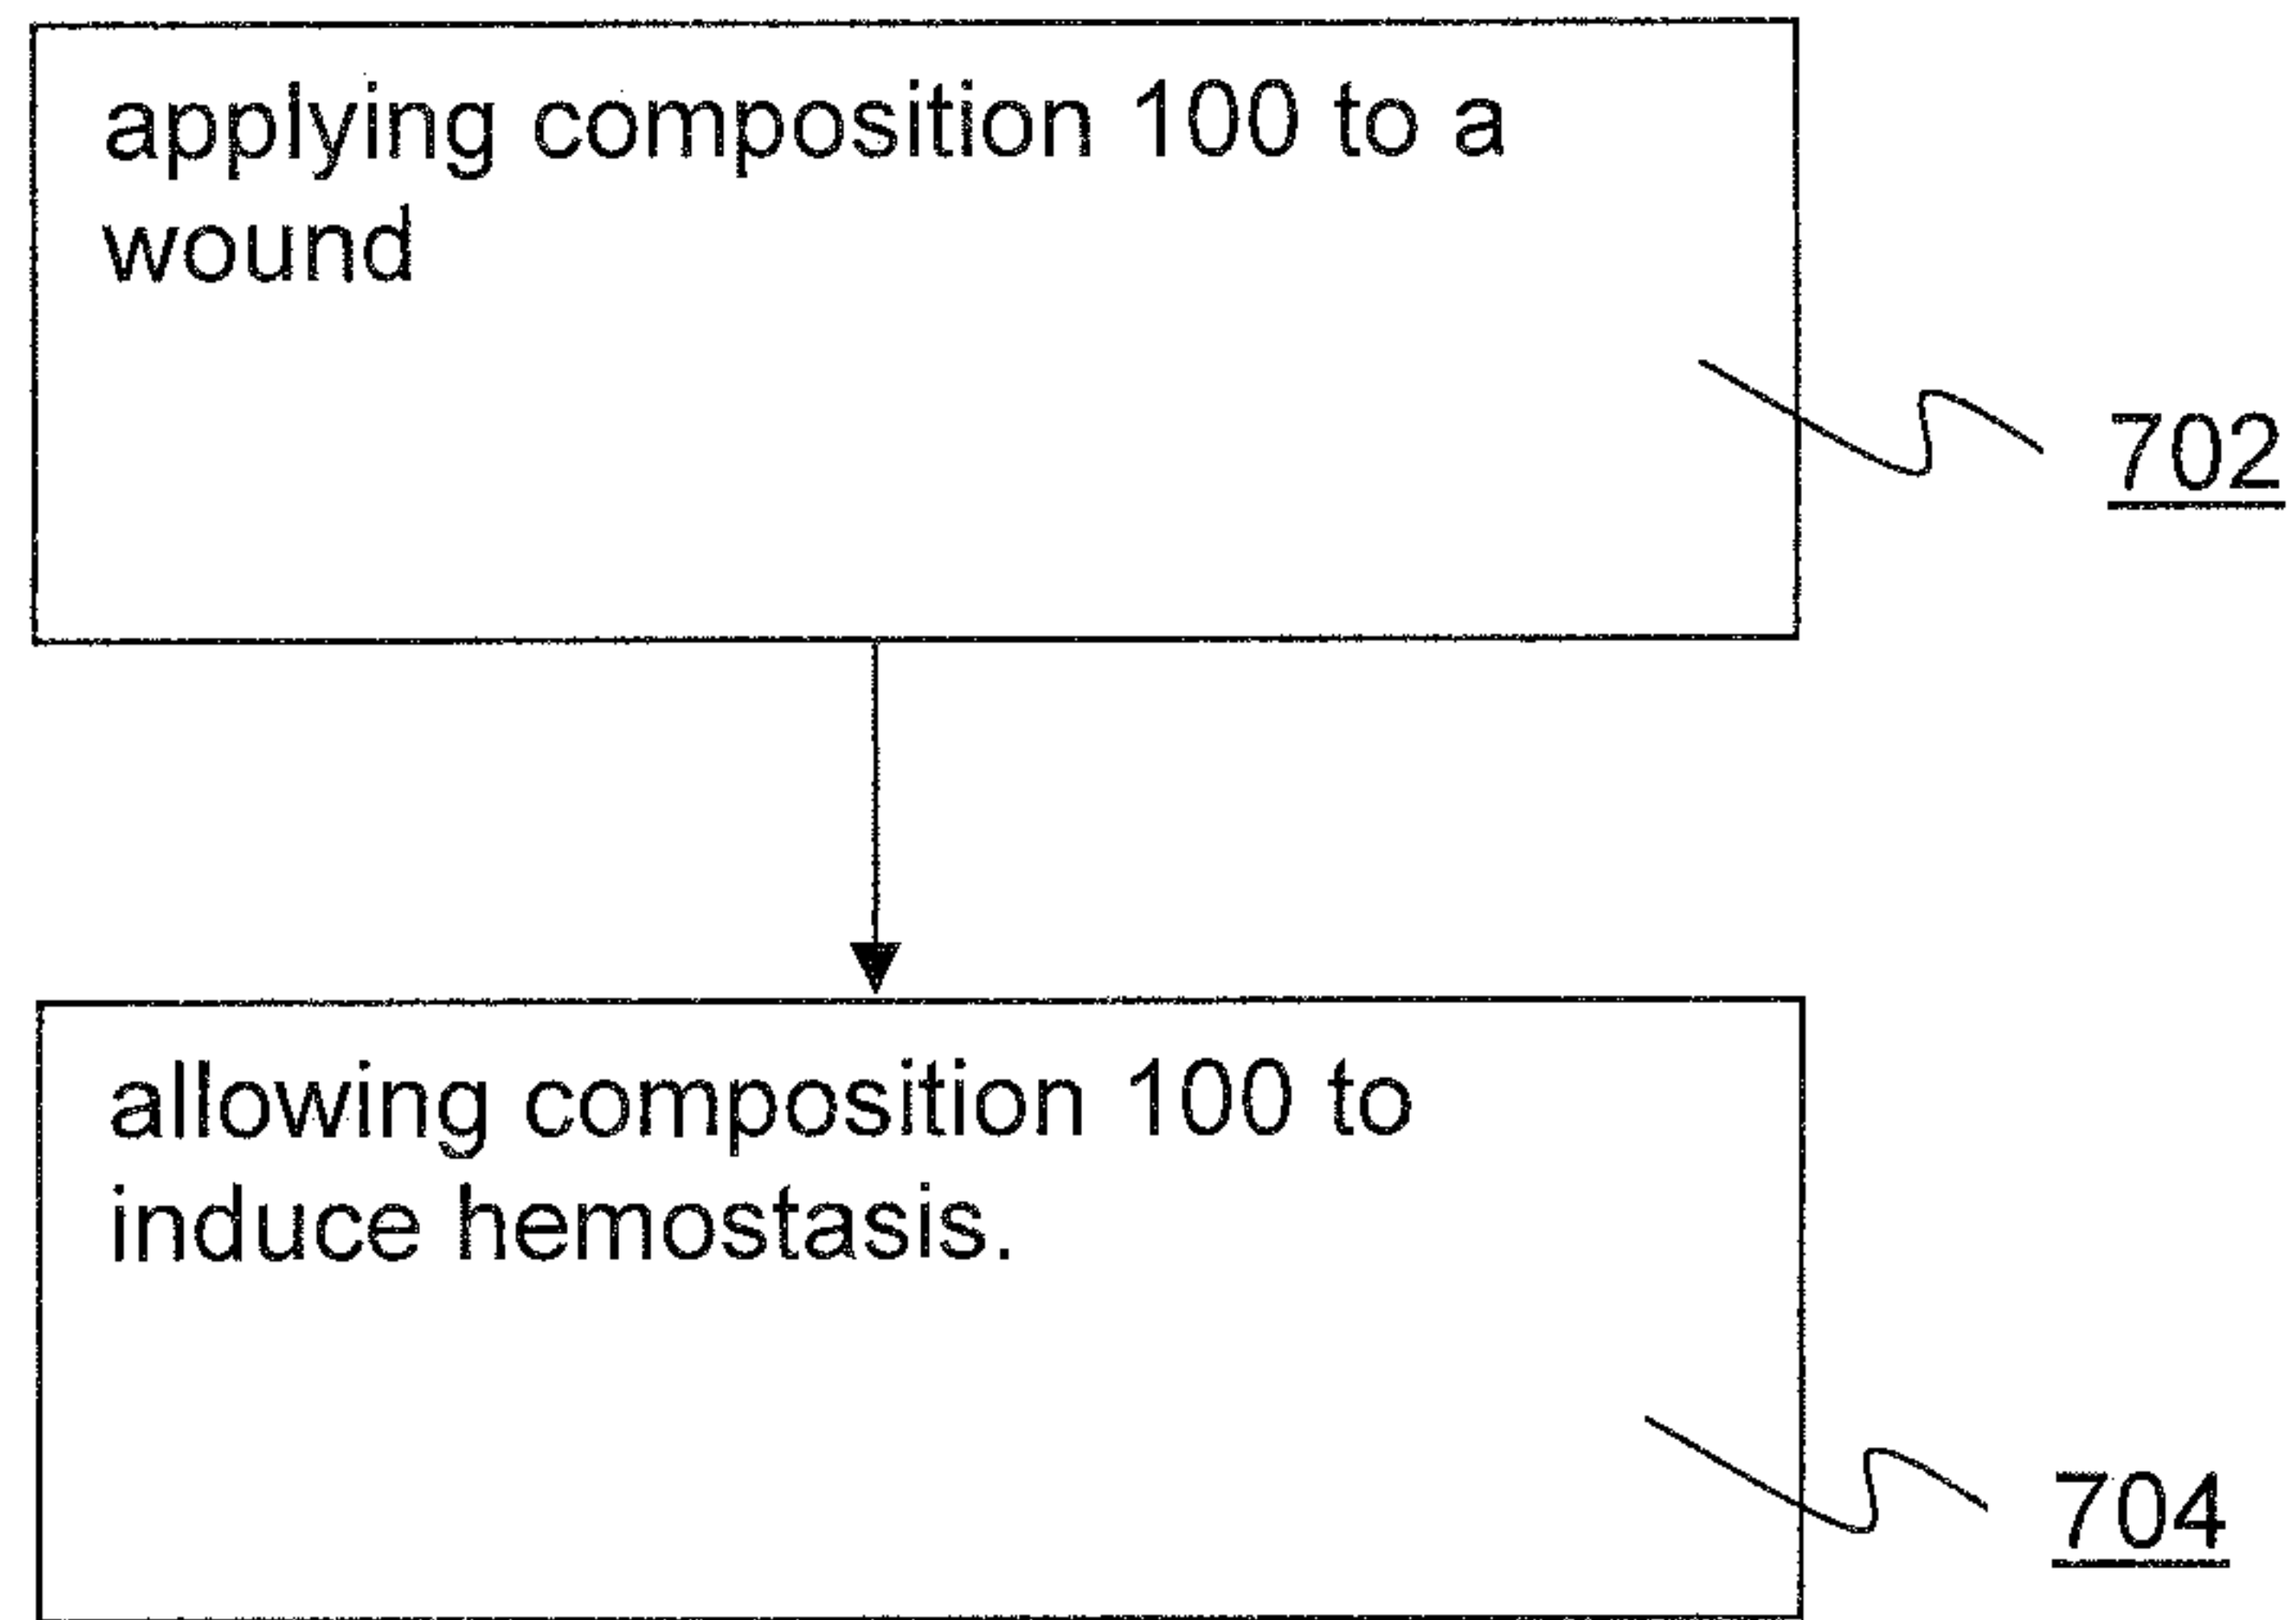 applying composition 100 to a
wound
702
allowing composition 100 to
induce hemostasis.
704